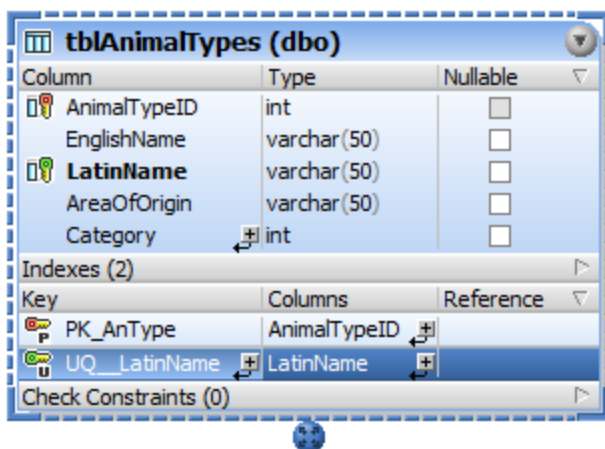 tblAnimalTypes (dbo)
Column Type Nullable
AnimalTypeID int
EnglishName varchar(50)
LatinName varchar(50)
AreaOfOrigin varchar(50)
Category int
Indexes (2)
Key Columns Reference
P PK_AnType AnimalTypeID
U UQ__LatinName LatinName
Check Constraints (0)